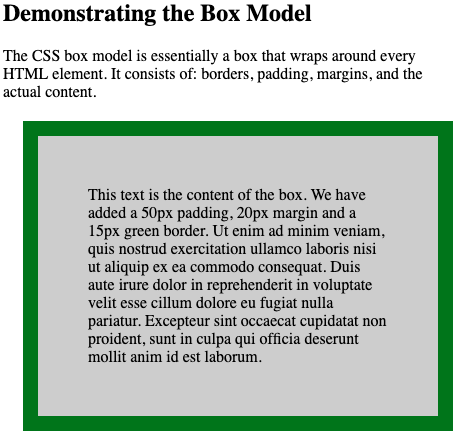 Demonstrating the Box Model
The CSS box model is essentially a box that wraps around every
HTML element. It consists of: borders, padding, margins, and the
actual content.
This text is the content of the box. We have
added a 50px padding, 20px margin and a
15px green border. Ut enim ad minim veniam,
quis nostrud exercitation ullamco laboris nisi
ut aliquip ex ea commodo consequat. Duis
aute irure dolor in reprehenderit in voluptate
velit esse cillum dolore eu fugiat nulla
pariatur. Excepteur sint occaecat cupidatat non
proident, sunt in culpa qui officia deserunt
mollit anim id est laborum.